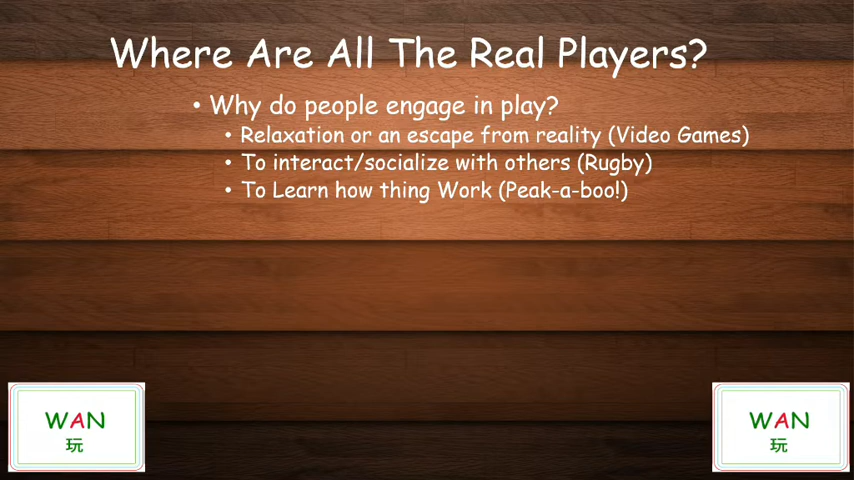 Where Are All The Real Players?
• Why do people engage in play?
• Relaxation or an escape from reality (Video Games)
• To interact/socialize with others (Rugby)
• To Learn how thing Work (Peak-a-boo!)
WAN
玩
WAN
玩